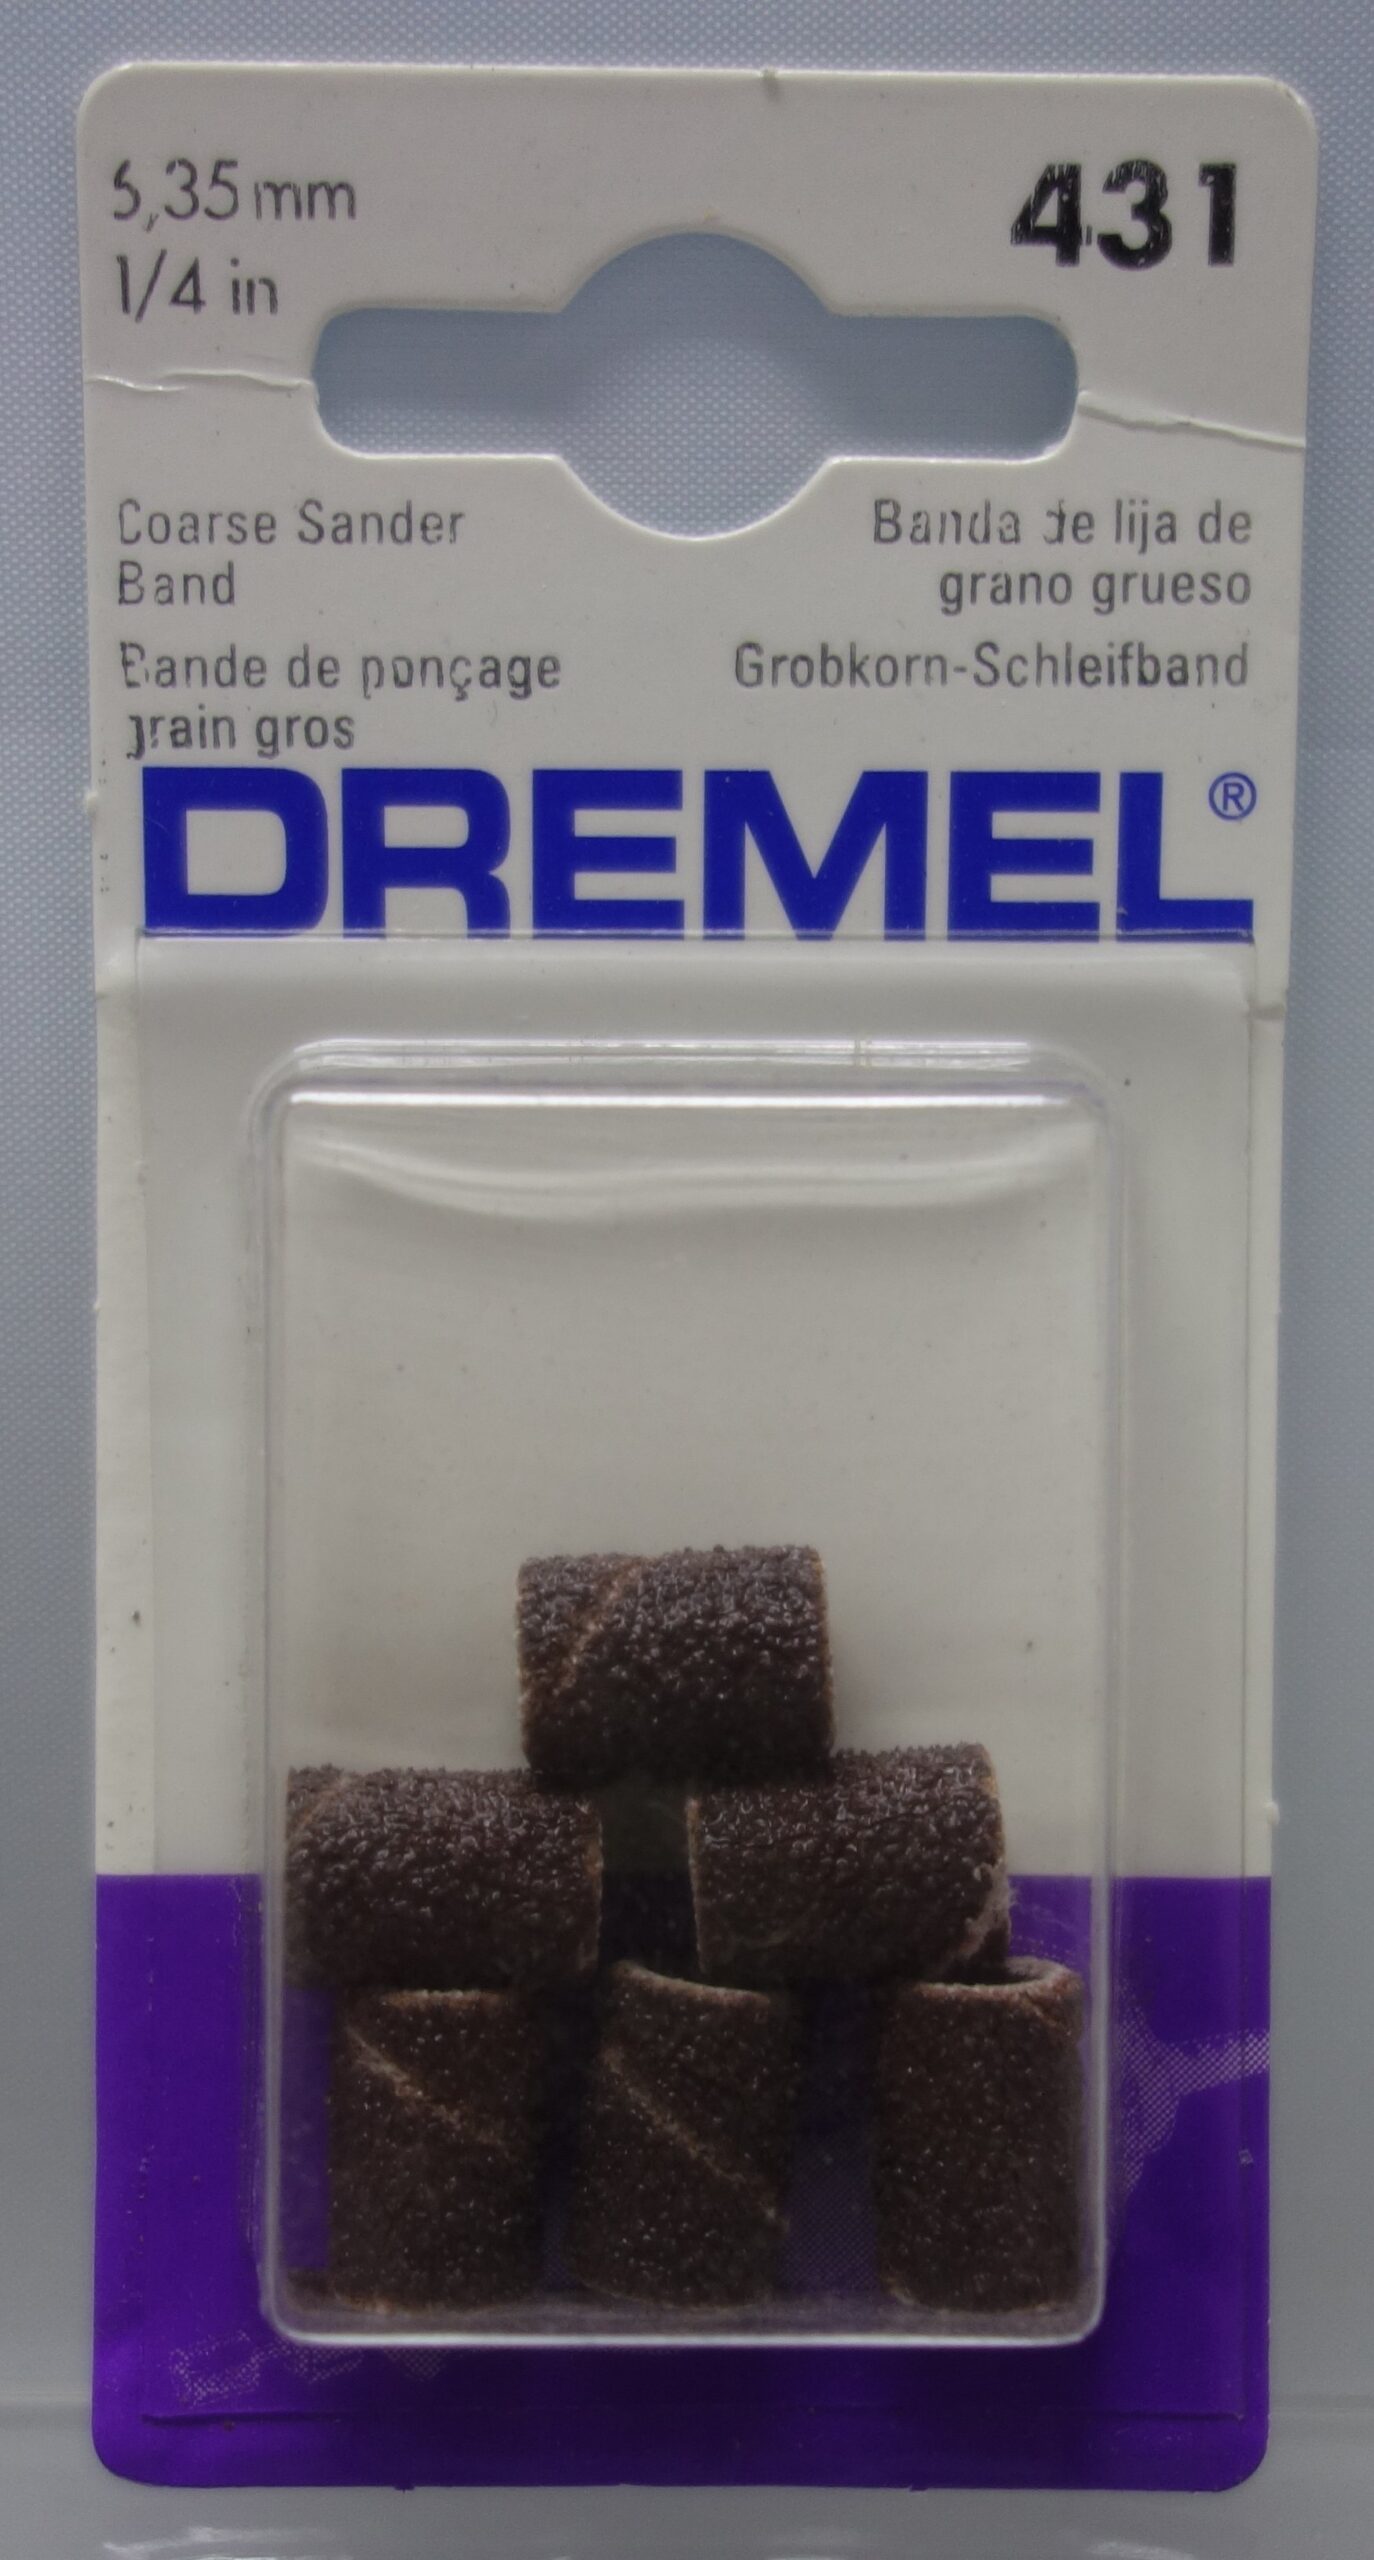 6,35 mm
1/4 in
431
Coarse Sander
Band
Bande de ponçage
grain gros
Banda de lija de
grano grueso
Grobkorn-Schleifband
DREMEL®